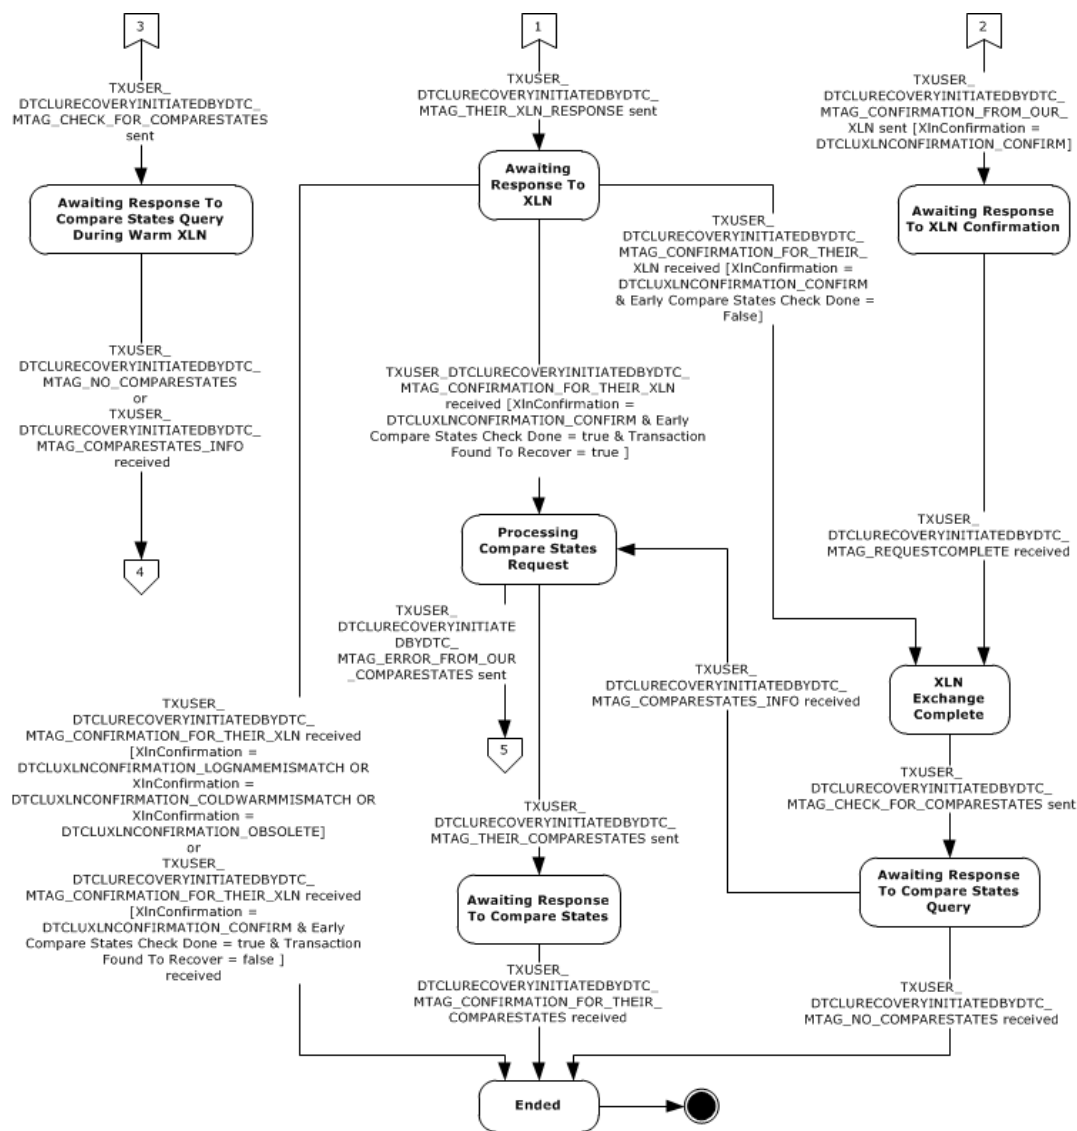 3
1
2
TXUSER_
DTCLURECOVERYINITIATEDBYDTC_
MTAG_CHECK_FOR_COMPARESTATES
sent
TXUSER_
DTCLURECOVERYINITIATEDBYDTC_
MTAG_THEIR_XLN_RESPONSE sent
TXUSER_
DTCLURECOVERYINITIATEDBYDTC_
MTAG_CONFIRMATION_FROM_OUR_
XLN sent [XlnConfirmation =
DTCLUXLNCONFIRMATION_CONFIRM]
Awaiting Response To
Compare States Query
During Warm XLN
Awaiting
Response To
XLN
Awaiting Response
To XLN Confirmation
TXUSER_
DTCLURECOVERYINITIATEDBYDTC_
MTAG_CONFIRMATION_FOR_THEIR_
XLN received [XlnConfirmation =
DTCLUXLNCONFIRMATION_CONFIRM
& Early Compare States Check Done =
False]
TXUSER_
DTCLURECOVERYINITIATEDBYDTC_
MTAG_NO_COMPARESTATES
or
TXUSER_
DTCLURECOVERYINITIATEDBYDTC_
MTAG_COMPARESTATES_INFO
received
TXUSER_DTCLURECOVERYINITIATEDBYDTC_
MTAG_CONFIRMATION_FOR_THEIR_XLN
received [XlnConfirmation =
DTCLUXLNCONFIRMATION_CONFIRM & Early
Compare States Check Done = true & Transaction
Found To Recover = true ]
TXUSER_
DTCLURECOVERYINITIATEDBYDTC_
MTAG_REQUESTCOMPLETE received
4
Processing
Compare States
Request
TXUSER_
DTCLURECOVERYINITIATE
DBYDTC_
MTAG_ERROR_FROM_OUR
_COMPARESTATES sent
TXUSER_
DTCLURECOVERYINITIATEDBYDTC_
MTAG_COMPARESTATES_INFO received
XLN
Exchange
Complete
5
TXUSER_
DTCLURECOVERYINITIATEDBYDTC_
MTAG_CONFIRMATION_FOR_THEIR_XLN received
[XlnConfirmation =
DTCLUXLNCONFIRMATION_LOGNAMEMISMATCH OR
XlnConfirmation =
DTCLUXLNCONFIRMATION_COLDWARMMISMATCH OR
XlnConfirmation =
DTCLUXLNCONFIRMATION_OBSOLETE]
or
TXUSER_
DTCLURECOVERYINITIATEDBYDTC_
MTAG_CONFIRMATION_FOR_THEIR_XLN received
[XlnConfirmation =
DTCLUXLNCONFIRMATION_CONFIRM & Early
Compare States Check Done = true & Transaction
Found To Recover = false ]
received
TXUSER_
DTCLURECOVERYINITIATEDBYDTC_
MTAG_THEIR_COMPARESTATES sent
TXUSER_
DTCLURECOVERYINITIATEDBYDTC_
MTAG_CHECK_FOR_COMPARESTATES sent
Awaiting Response
To Compare States
Awaiting Response
To Compare States
Query
TXUSER_
DTCLURECOVERYINITIATEDBYDTC_
MTAG_CONFIRMATION_FOR_THEIR_
COMPARESTATES received
TXUSER_
DTCLURECOVERYINITIATEDBYDTC_
MTAG_NO_COMPARESTATES received
Ended